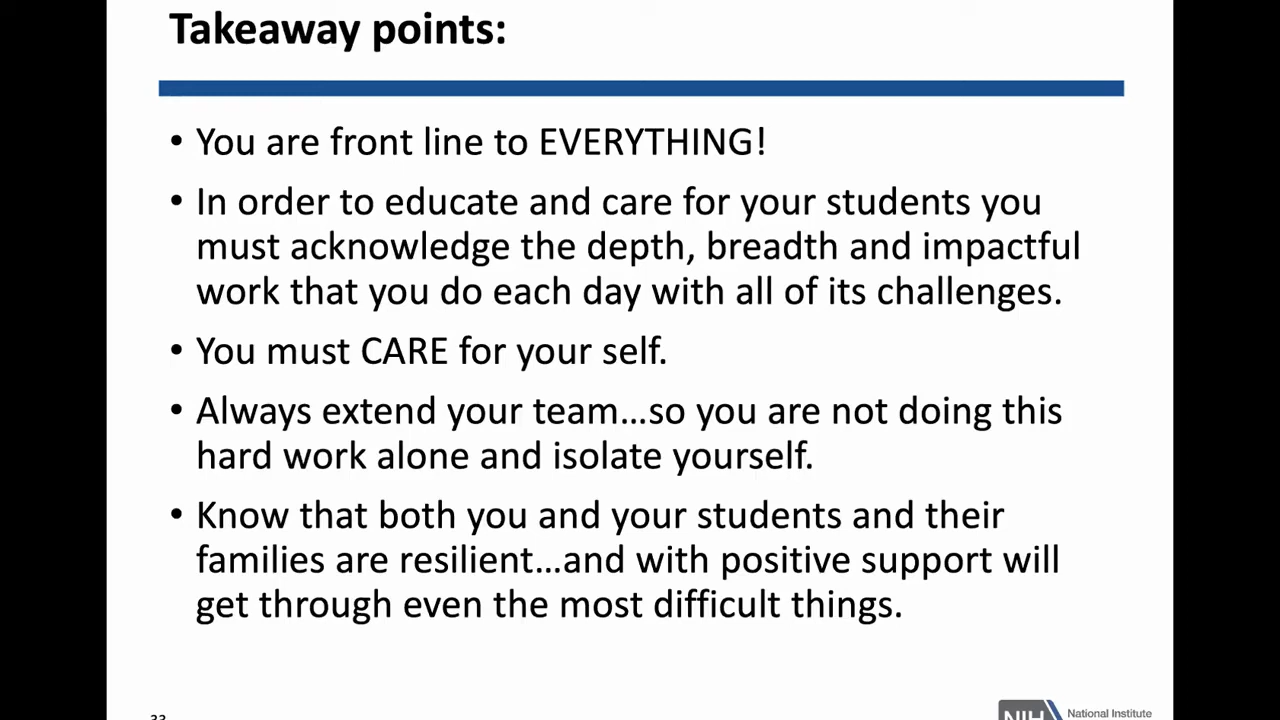 Takeaway points:
• You are front line to EVERYTHING!
• In order to educate and care for your students you
must acknowledge the depth, breadth and impactful
work that you do each day with all of its challenges.
• You must CARE for your self.
• Always extend your team…so you are not doing this
hard work alone and isolate yourself.
• Know that both you and your students and their
families are resilient…and with positive support will
get through even the most difficult things.
33
NIH National Institute